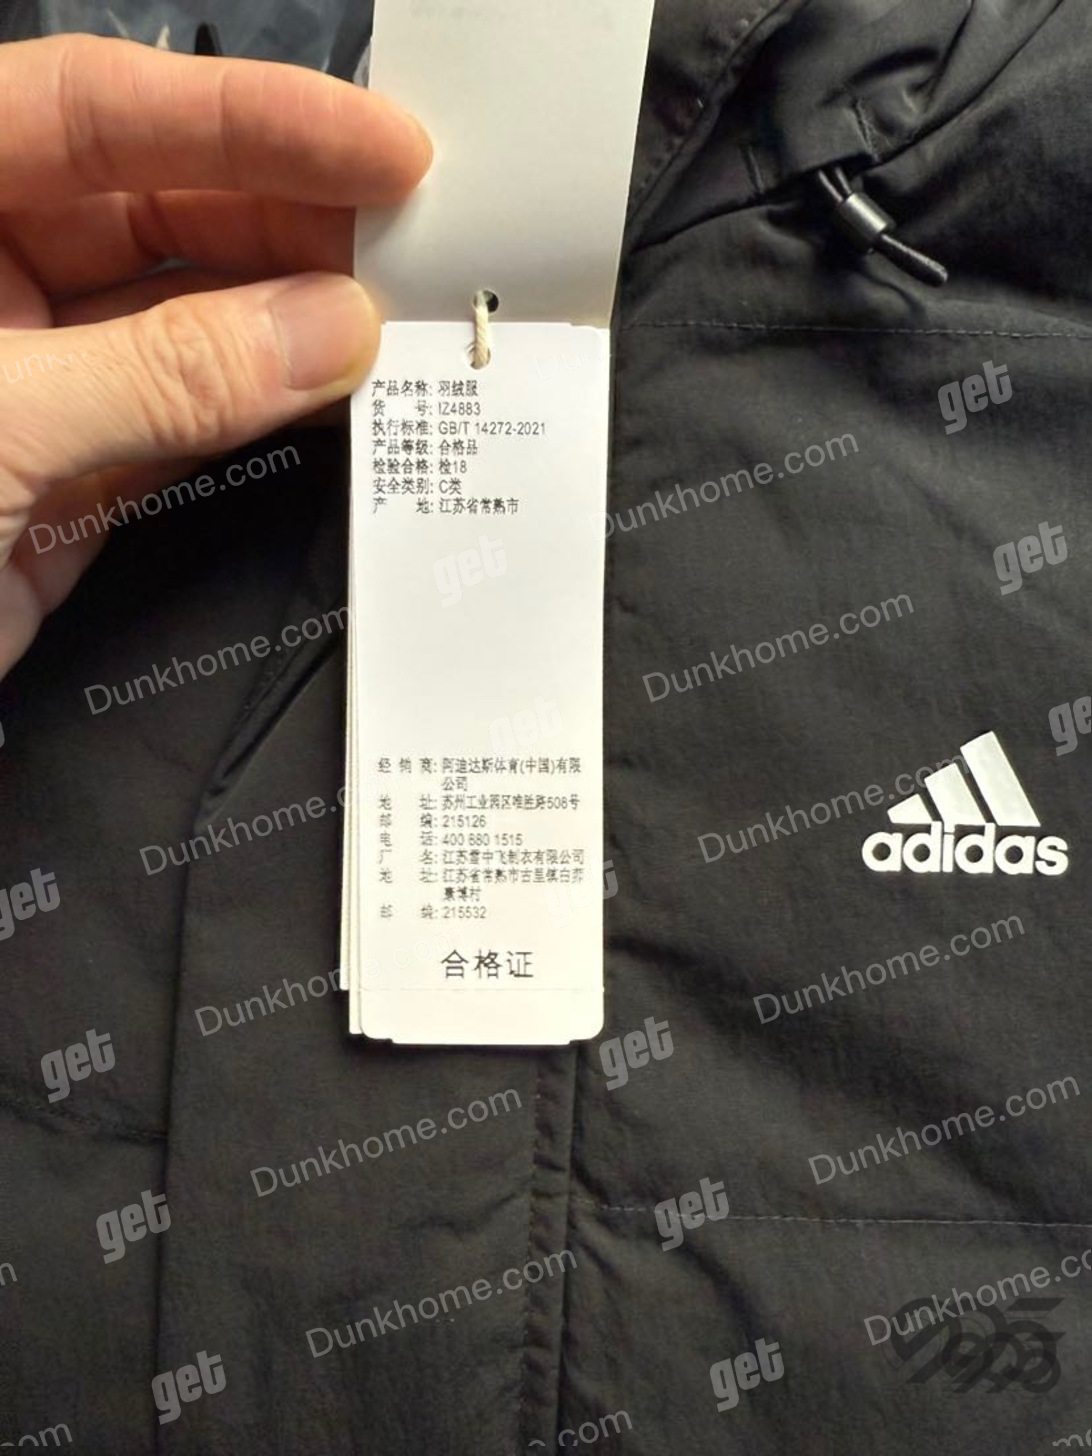 产品名称: 羽绒服
货 号: IZ4883
执行标准: GB/T 14272-2021
产品等级: 合格品
检验合格: 检18
安全类别: C类
产 地: 江苏省常熟市
经 销 商: 阿迪达斯体育(中国)有限
公司
地 址: 苏州工业园区唯胜路508号
邮 编: 215126
电 话: 400 680 1515
厂 名: 江苏雪中飞制衣有限公司
地 址: 江苏省常熟市古里镇白茆
康博村
邮 编: 215532
合格证
adidas
get
Dunkhome.com